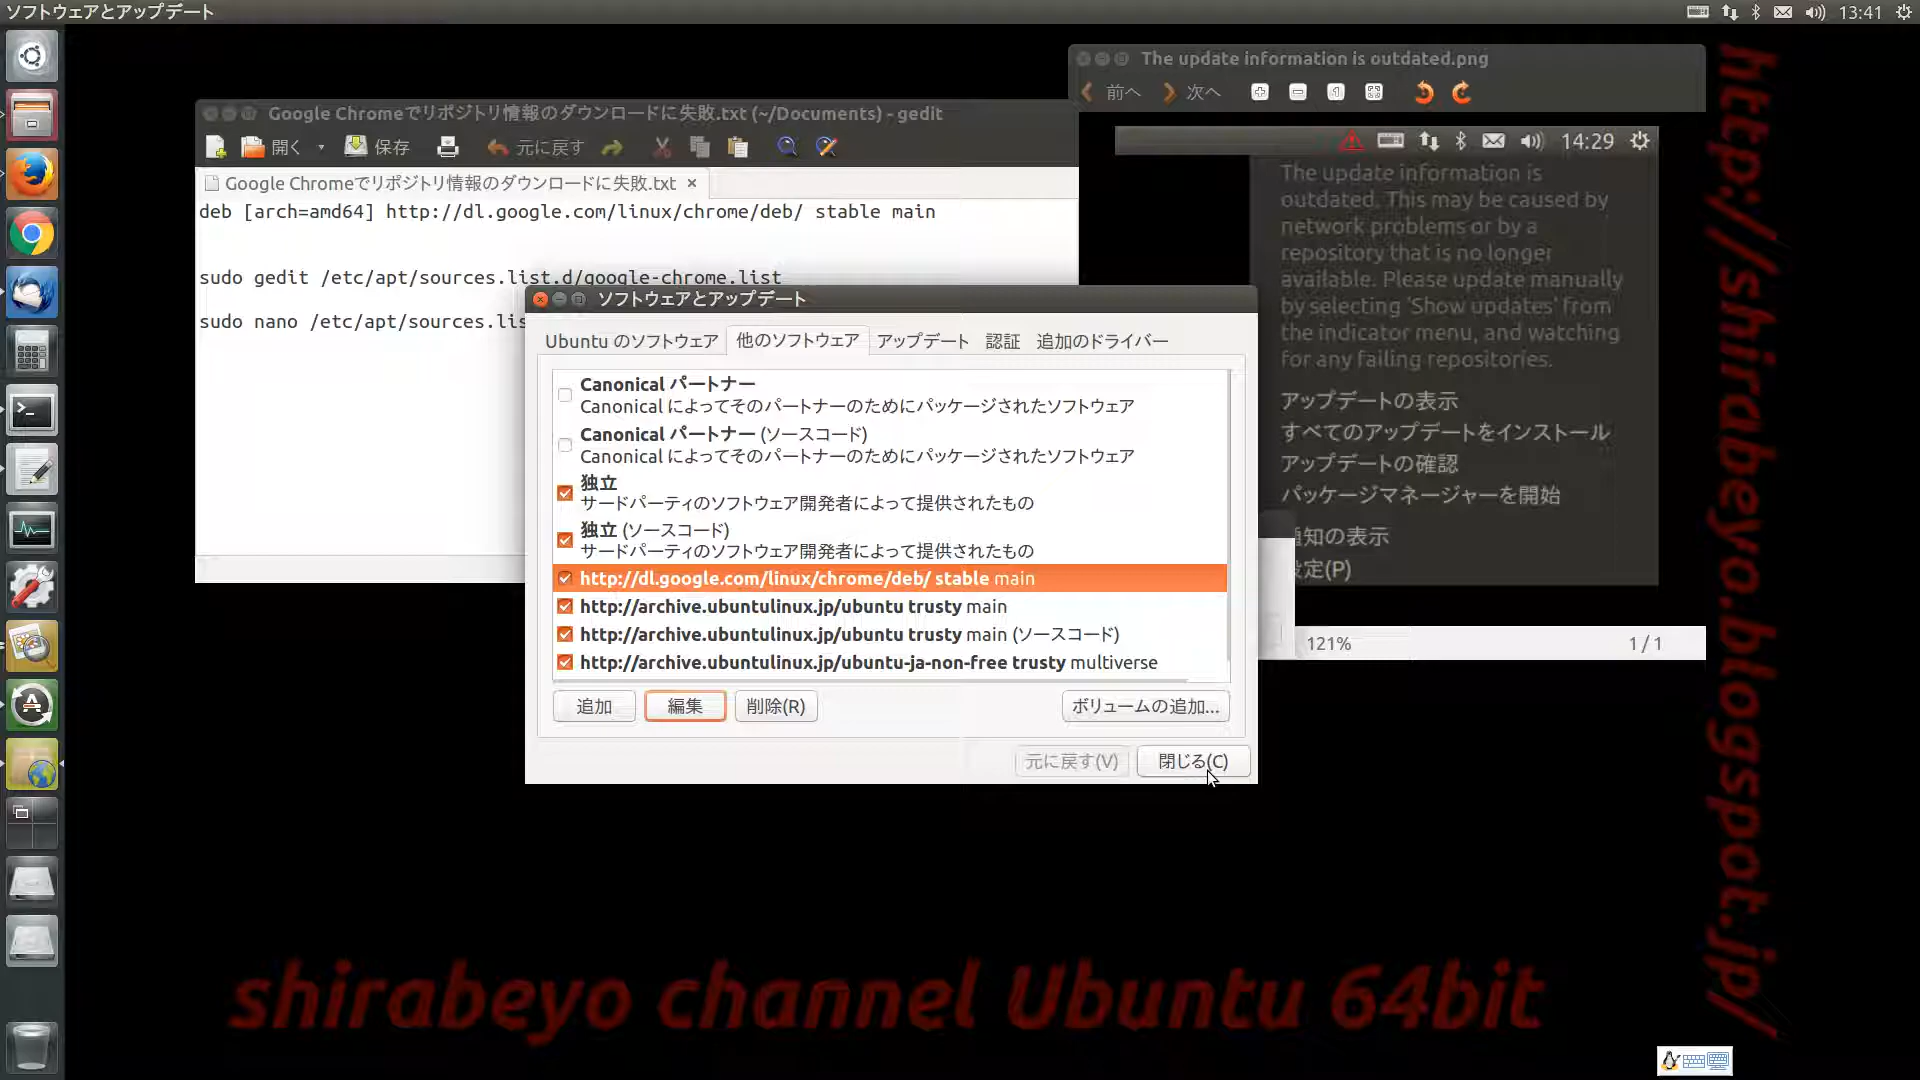 ソフトウェアとアップデート
13:41
Google Chromeでリポジトリ情報のダウンロードに失敗.txt (~/Documents) - gedit
開く
保存
元に戻す
Google Chromeでリポジトリ情報のダウンロードに失敗.txt ×
deb [arch=amd64] http://dl.google.com/linux/chrome/deb/ stable main
sudo gedit /etc/apt/sources.list.d/google-chrome.list
sudo nano /etc/apt/sources.lis
The update information is outdated.png
前へ
次へ
14:29
The update information is
outdated. This may be caused by
network problems or by a
repository that is no longer
available. Please update manually
by selecting 'Show updates' from
the indicator menu, and watching
for any failing repositories.
アップデートの表示
すべてのアップデートをインストール
アップデートの確認
パッケージマネージャーを開始
通知の表示
設定(P)
121%
1 / 1
ソフトウェアとアップデート
Ubuntu のソフトウェア
他のソフトウェア
アップデート
認証
追加のドライバー
Canonical パートナー
Canonical によってそのパートナーのためにパッケージされたソフトウェア
Canonical パートナー (ソースコード)
Canonical によってそのパートナーのためにパッケージされたソフトウェア
独立
サードパーティのソフトウェア開発者によって提供されたもの
独立 (ソースコード)
サードパーティのソフトウェア開発者によって提供されたもの
http://dl.google.com/linux/chrome/deb/ stable main
http://archive.ubuntulinux.jp/ubuntu trusty main
http://archive.ubuntulinux.jp/ubuntu trusty main (ソースコード)
http://archive.ubuntulinux.jp/ubuntu-ja-non-free trusty multiverse
追加
編集
削除(R)
ボリュームの追加...
元に戻す(V)
閉じる(C)
http://shirabeyo.blogspot.jp/
shirabeyo channel Ubuntu 64bit